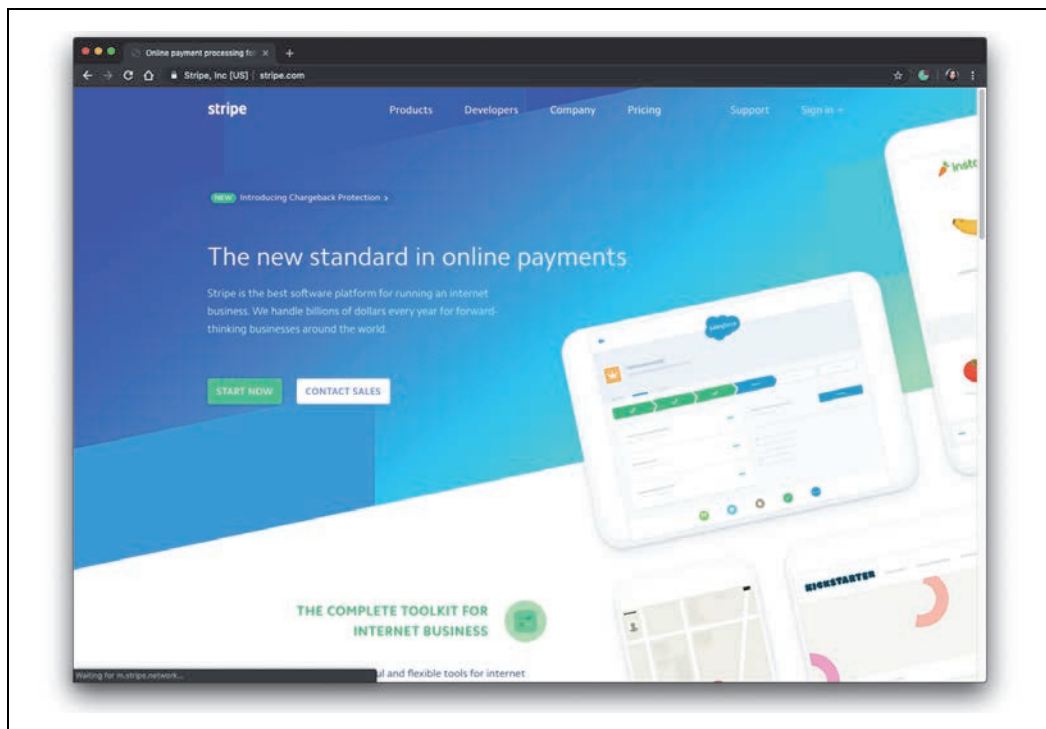 Online payment processing fo
Stripe, Inc [US] | stripe.com
stripe
Products
Developers
Company
Pricing
Support
Sign in
NEW Introducing Chargeback Protection >
The new standard in online payments
Stripe is the best software platform for running an internet
business. We handle billions of dollars every year for forward-
thinking businesses around the world.
START NOW
CONTACT SALES
salesforce
KICKSTARTER
THE COMPLETE TOOLKIT FOR
INTERNET BUSINESS
and flexible tools for internet
Waiting for m.stripe.network...